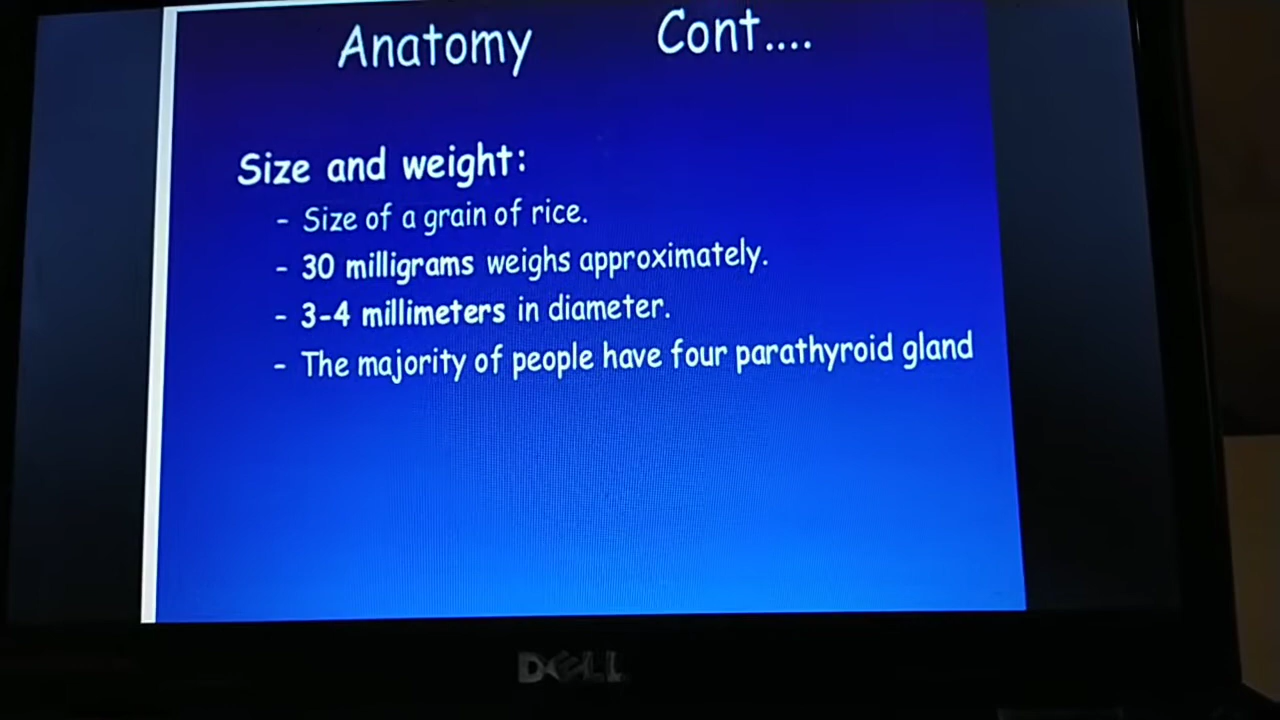 Anatomy Cont....
Size and weight:
- Size of a grain of rice.
- 30 milligrams weighs approximately.
- 3-4 millimeters in diameter.
- The majority of people have four parathyroid gland
DELL